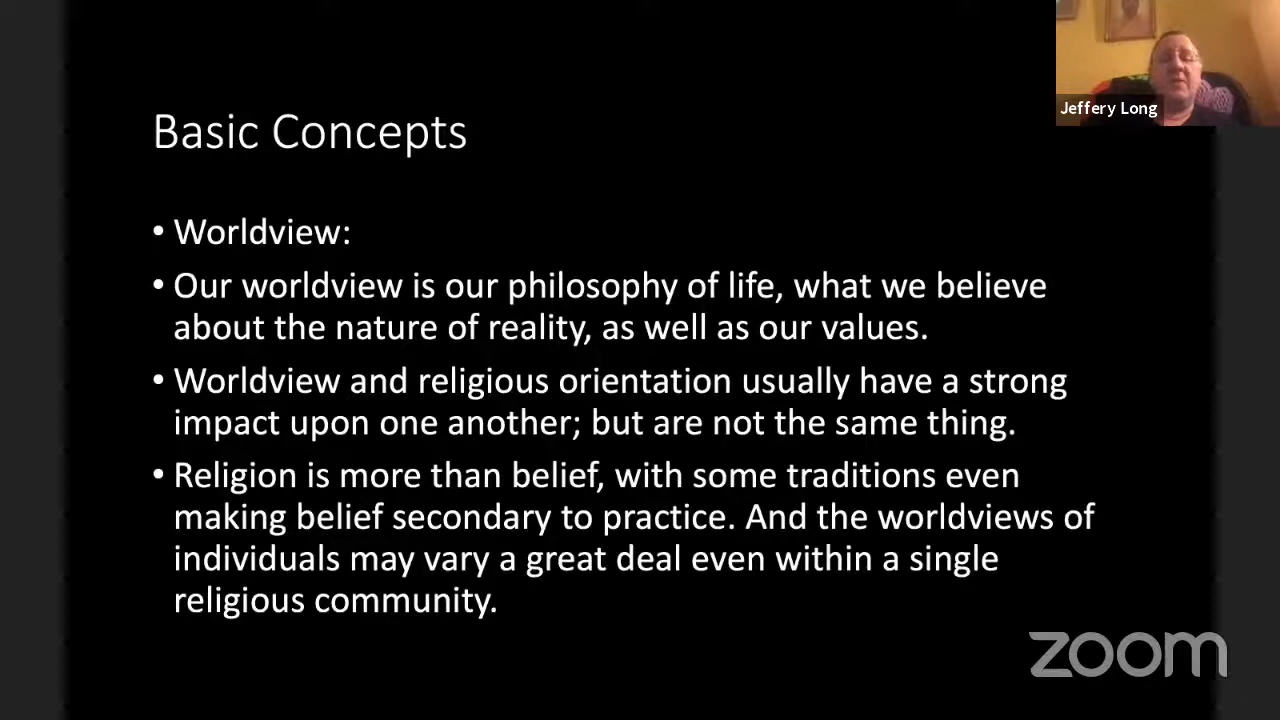 Jeffery Long
Basic Concepts
• Worldview:
• Our worldview is our philosophy of life, what we believe
about the nature of reality, as well as our values.
• Worldview and religious orientation usually have a strong
impact upon one another; but are not the same thing.
• Religion is more than belief, with some traditions even
making belief secondary to practice. And the worldviews of
individuals may vary a great deal even within a single
religious community.
zoom